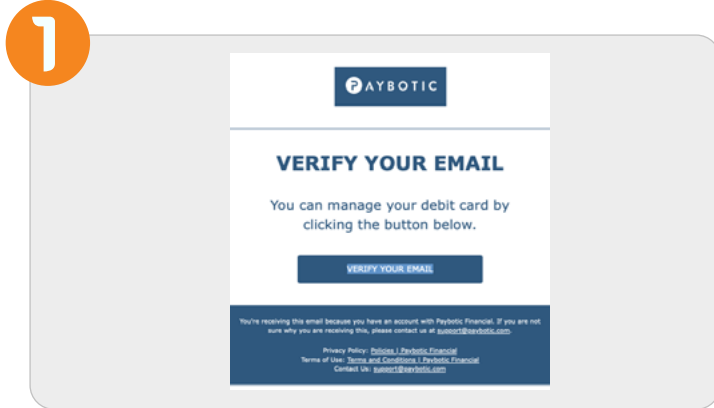 1
PAYBOTIC
VERIFY YOUR EMAIL
You can manage your debit card by
clicking the button below.
VERIFY YOUR EMAIL
You're receiving this email because you have an account with Paybotic Financial. If you are not
sure why you are receiving this, please contact us at support@paybotic.com.
Privacy Policy: Policies | Paybotic Financial
Terms of Use: Terms and Conditions | Paybotic Financial
Contact Us: support@paybotic.com